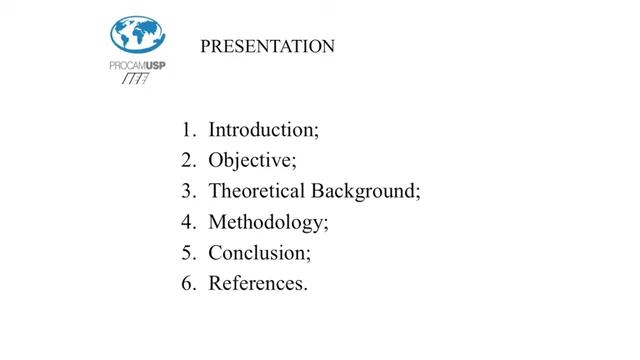 PRESENTATION
PROCAMUSP
1. Introduction;
2. Objective;
3. Theoretical Background;
4. Methodology;
5. Conclusion;
6. References.